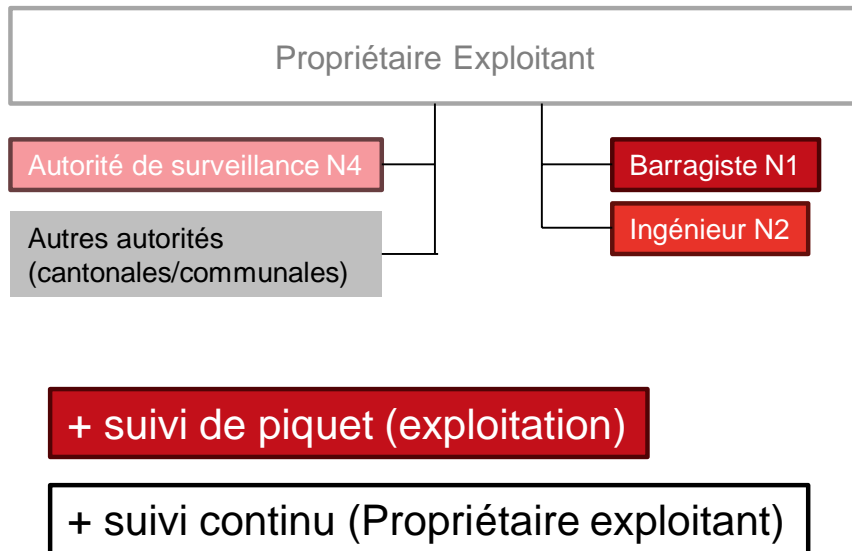 Propriétaire Exploitant
Autorité de surveillance N4
Barragiste N1
Autres autorités
(cantonales/communales)
Ingénieur N2
+ suivi de piquet (exploitation)
+ suivi continu (Propriétaire exploitant)